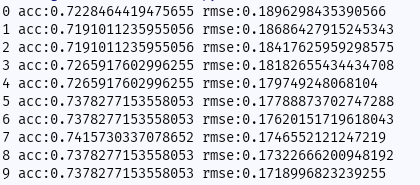 0 acc:0.7228464419475655 rmse:0.1896298435390566
1 acc:0.7191011235955056 rmse:0.18686427915245343
2 acc:0.7191011235955056 rmse:0.18417625959298575
3 acc:0.7265917602996255 rmse:0.18182655434434708
4 acc:0.7265917602996255 rmse:0.179749248068104
5 acc:0.7378277153558053 rmse:0.17788873702747288
6 acc:0.7378277153558053 rmse:0.17620151719618043
7 acc:0.7415730337078652 rmse:0.1746552121247219
8 acc:0.7378277153558053 rmse:0.17322666200948192
9 acc:0.7378277153558053 rmse:0.1718996823239255